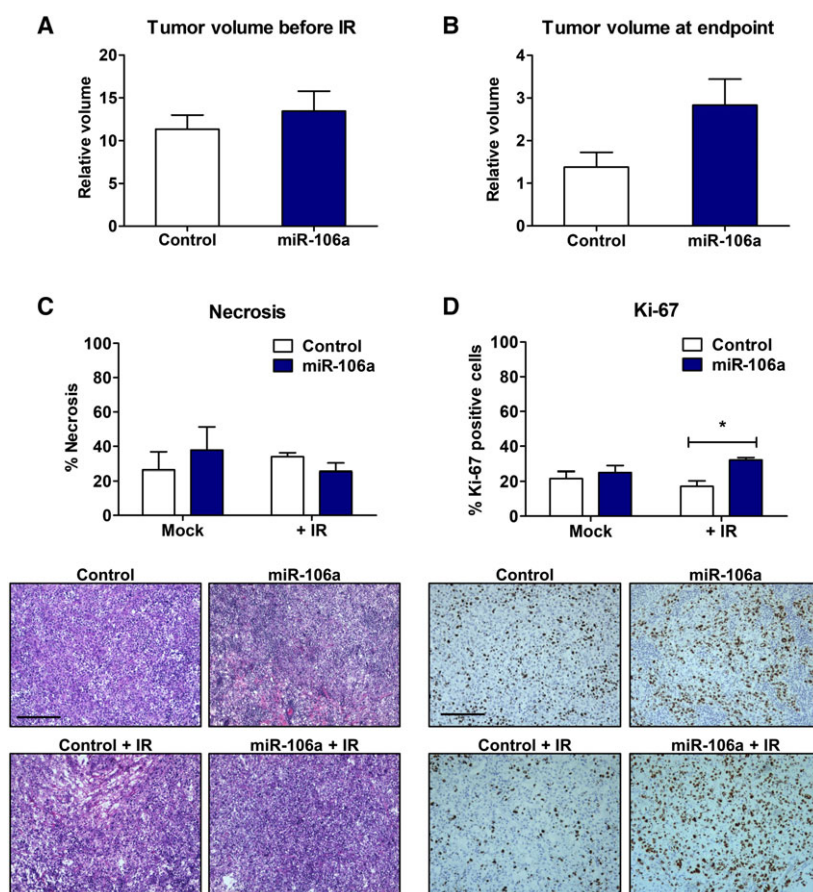 A
Tumor volume before IR
Relative volume
20
15
10
5
0
Control
miR-106a
B
Tumor volume at endpoint
Relative volume
4
3
2
1
0
Control
miR-106a
C
Necrosis
% Necrosis
100
80
60
40
20
0
Control
miR-106a
Mock
+ IR
D
Ki-67
% Ki-67 positive cells
100
80
60
40
20
0
Control
miR-106a
*
Mock
+ IR
Control
miR-106a
Control + IR
miR-106a + IR
Control
miR-106a
Control + IR
miR-106a + IR